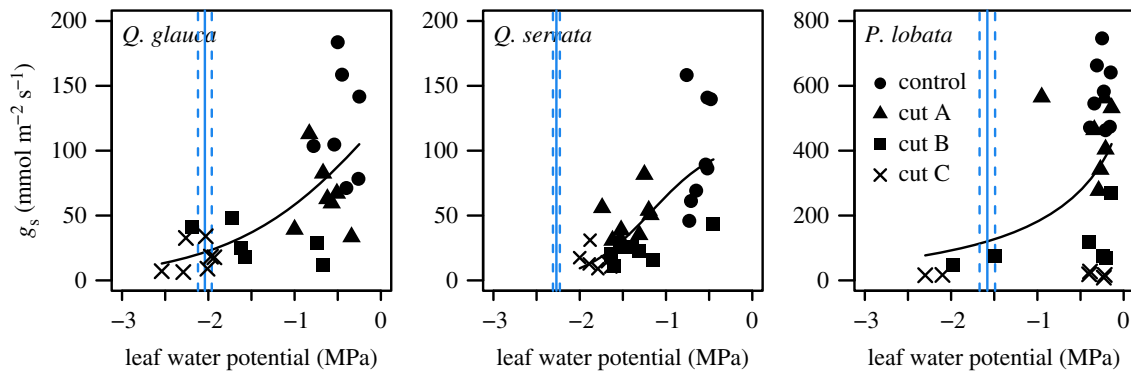 Q. glauca
Q. serrata
P. lobata
200
150
100
50
0
200
150
100
50
0
800
600
400
200
0
control
cut A
cut B
cut C
g_s (mmol m⁻² s⁻¹)
−3 −2 −1 0
−3 −2 −1 0
−3 −2 −1 0
leaf water potential (MPa)
leaf water potential (MPa)
leaf water potential (MPa)